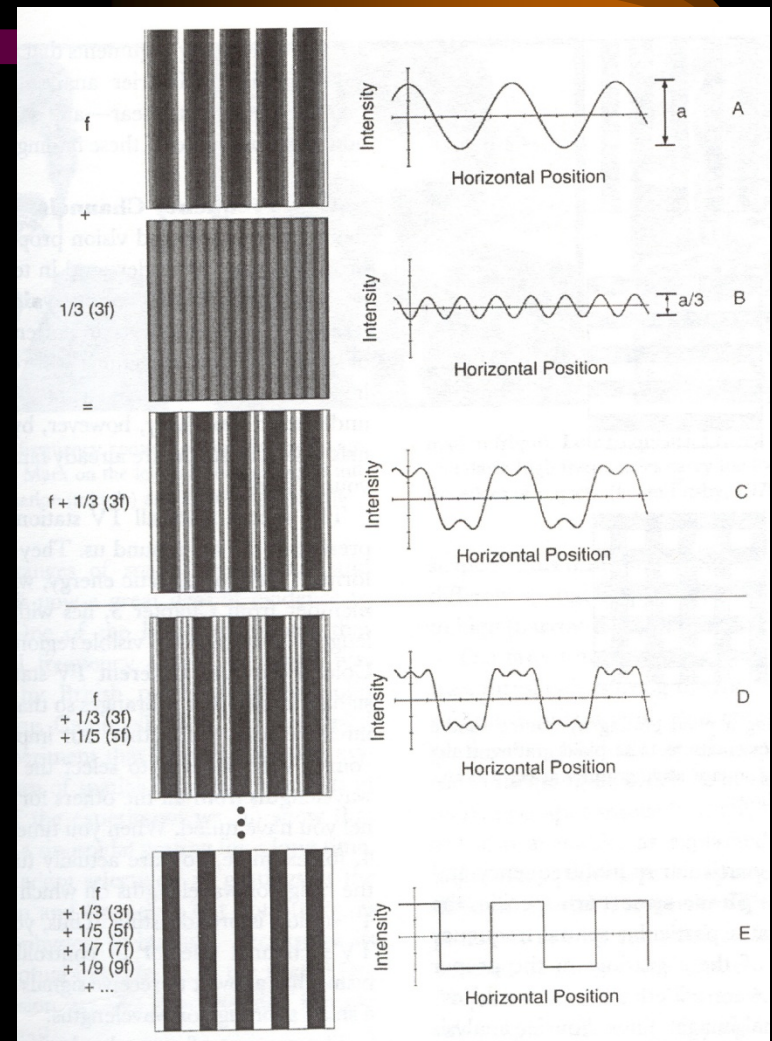 f
Intensity
a
A
Horizontal Position
+
1/3 (3f)
Intensity
a/3
B
Horizontal Position
=
f + 1/3 (3f)
Intensity
C
Horizontal Position
f
+ 1/3 (3f)
+ 1/5 (5f)
Intensity
D
Horizontal Position
f
+ 1/3 (3f)
+ 1/5 (5f)
+ 1/7 (7f)
+ 1/9 (9f)
+ ...
Intensity
E
Horizontal Position